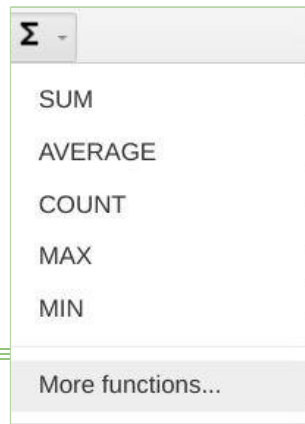 Σ
SUM
AVERAGE
COUNT
MAX
MIN
More functions...